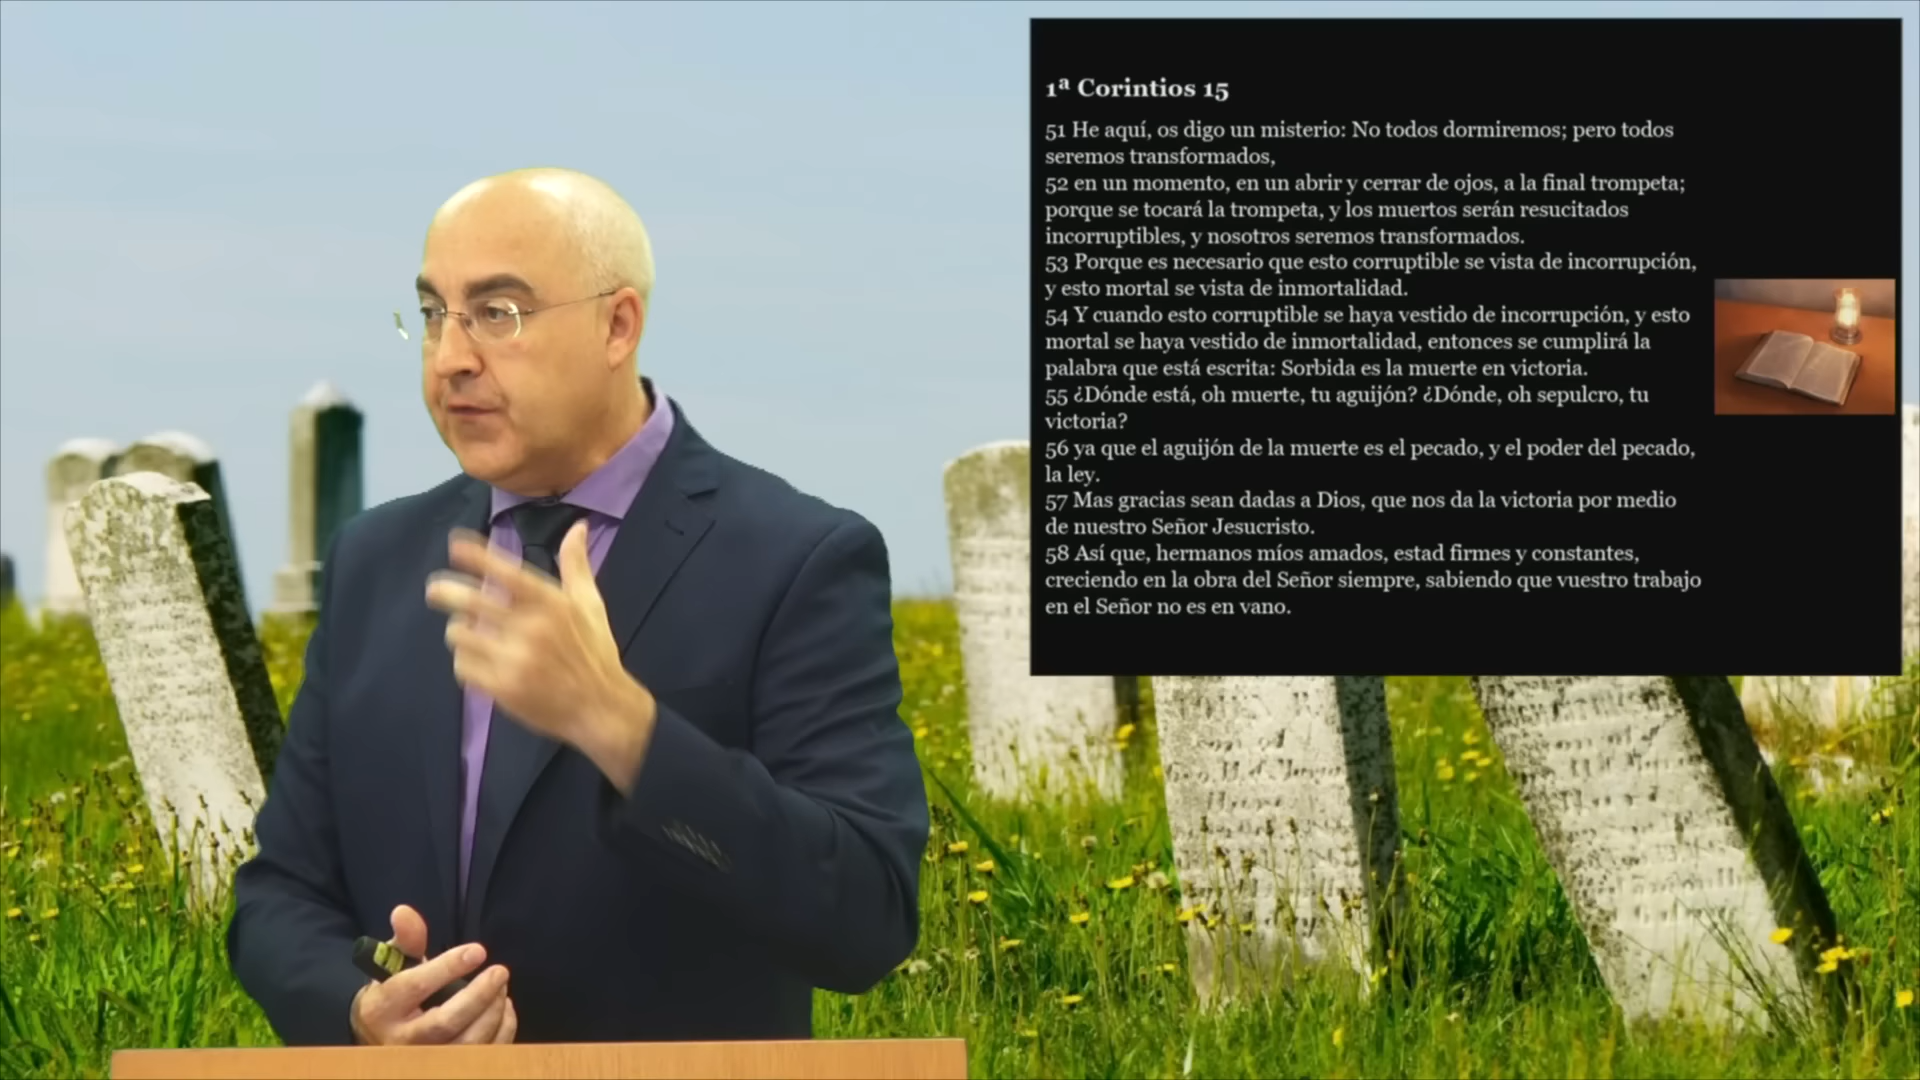 1ª Corintios 15
51 He aquí, os digo un misterio: No todos dormiremos; pero todos
seremos transformados,
52 en un momento, en un abrir y cerrar de ojos, a la final trompeta;
porque se tocará la trompeta, y los muertos serán resucitados
incorruptibles, y nosotros seremos transformados.
53 Porque es necesario que esto corruptible se vista de incorrupción,
y esto mortal se vista de inmortalidad.
54 Y cuando esto corruptible se haya vestido de incorrupción, y esto
mortal se haya vestido de inmortalidad, entonces se cumplirá la
palabra que está escrita: Sorbida es la muerte en victoria.
55 ¿Dónde está, oh muerte, tu aguijón? ¿Dónde, oh sepulcro, tu
victoria?
56 ya que el aguijón de la muerte es el pecado, y el poder del pecado,
la ley.
57 Mas gracias sean dadas a Dios, que nos da la victoria por medio
de nuestro Señor Jesucristo.
58 Así que, hermanos míos amados, estad firmes y constantes,
creciendo en la obra del Señor siempre, sabiendo que vuestro trabajo
en el Señor no es en vano.